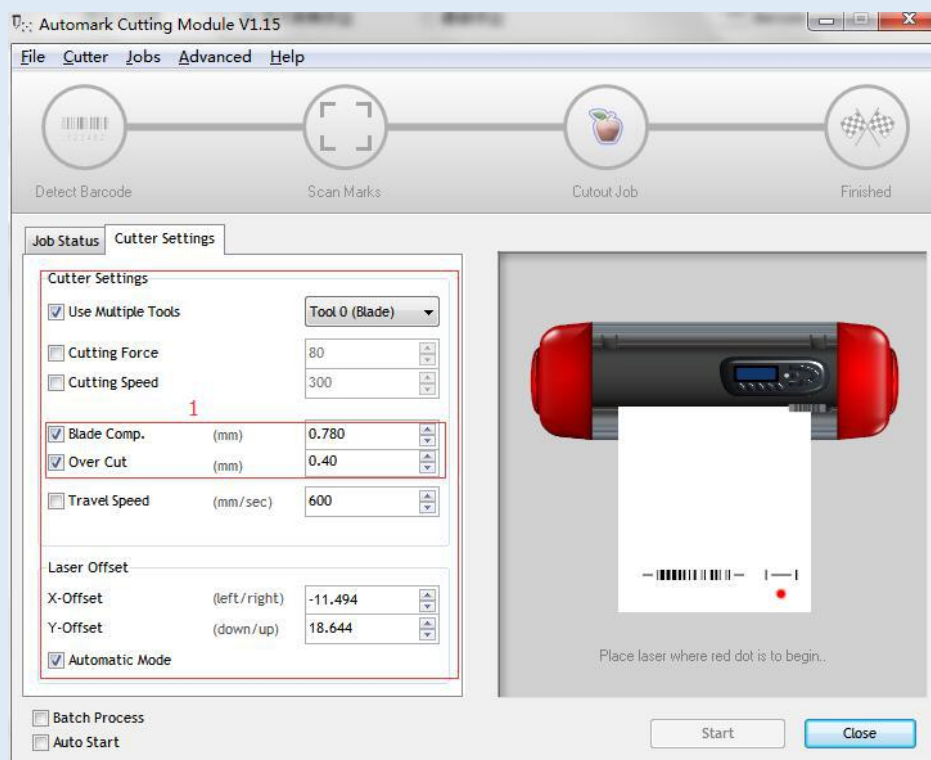 Automark Cutting Module V1.15
File Cutter Jobs Advanced Help
Detect Barcode Scan Marks Cutout Job Finished
Job Status Cutter Settings
Cutter Settings
Use Multiple Tools Tool 0 (Blade)
Cutting Force 80
Cutting Speed 300
1
Blade Comp. (mm) 0.780
Over Cut (mm) 0.40
Travel Speed (mm/sec) 600
Laser Offset
X-Offset (left/right) -11.494
Y-Offset (down/up) 18.644
Automatic Mode
Place laser where red dot is to begin..
Batch Process
Auto Start
Start Close